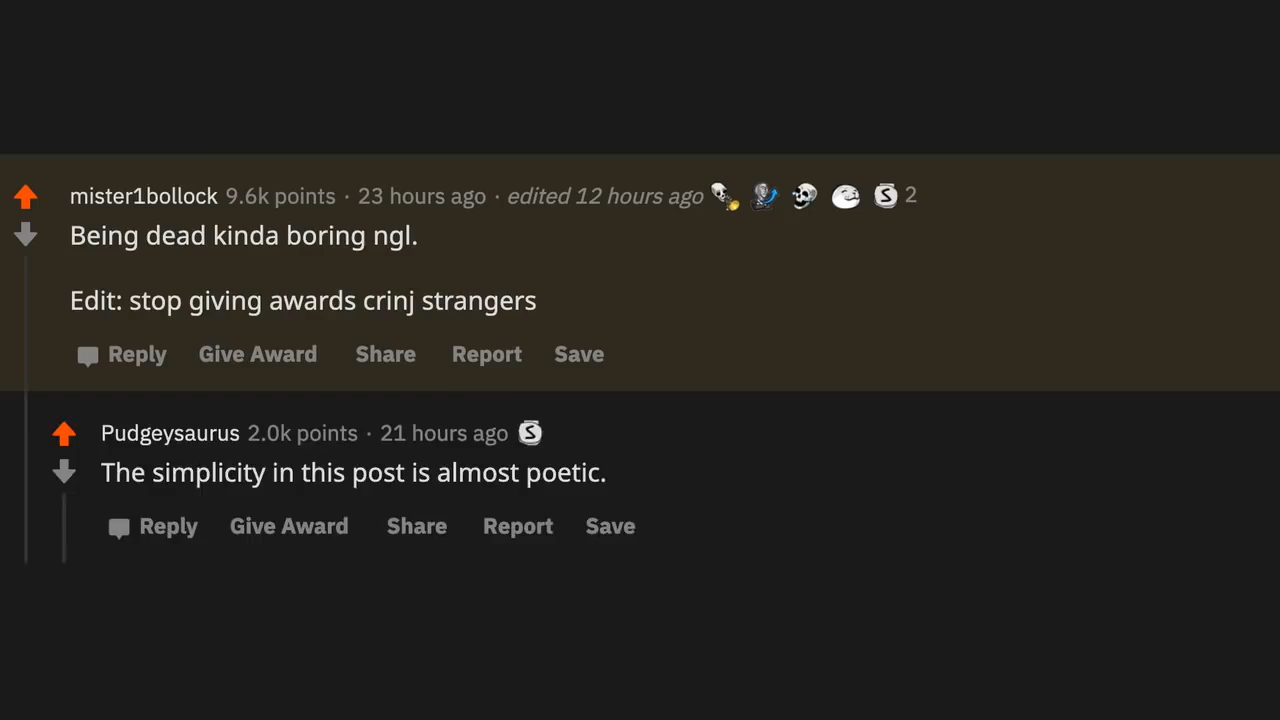 mister1bollock 9.6k points · 23 hours ago · edited 12 hours ago 2
Being dead kinda boring ngl.
Edit: stop giving awards crinj strangers
Reply Give Award Share Report Save
Pudgeysaurus 2.0k points · 21 hours ago S
The simplicity in this post is almost poetic.
Reply Give Award Share Report Save